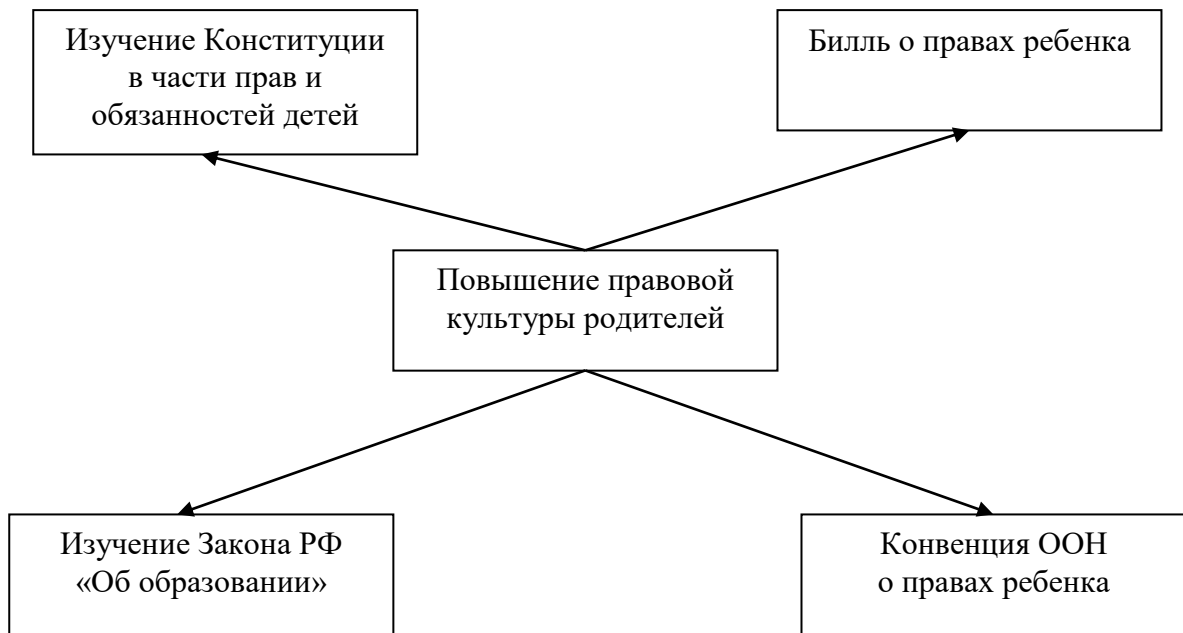 Изучение Конституции
в части прав и
обязанностей детей
Билль о правах ребенка
Повышение правовой
культуры родителей
Изучение Закона РФ
«Об образовании»
Конвенция ООН
о правах ребенка